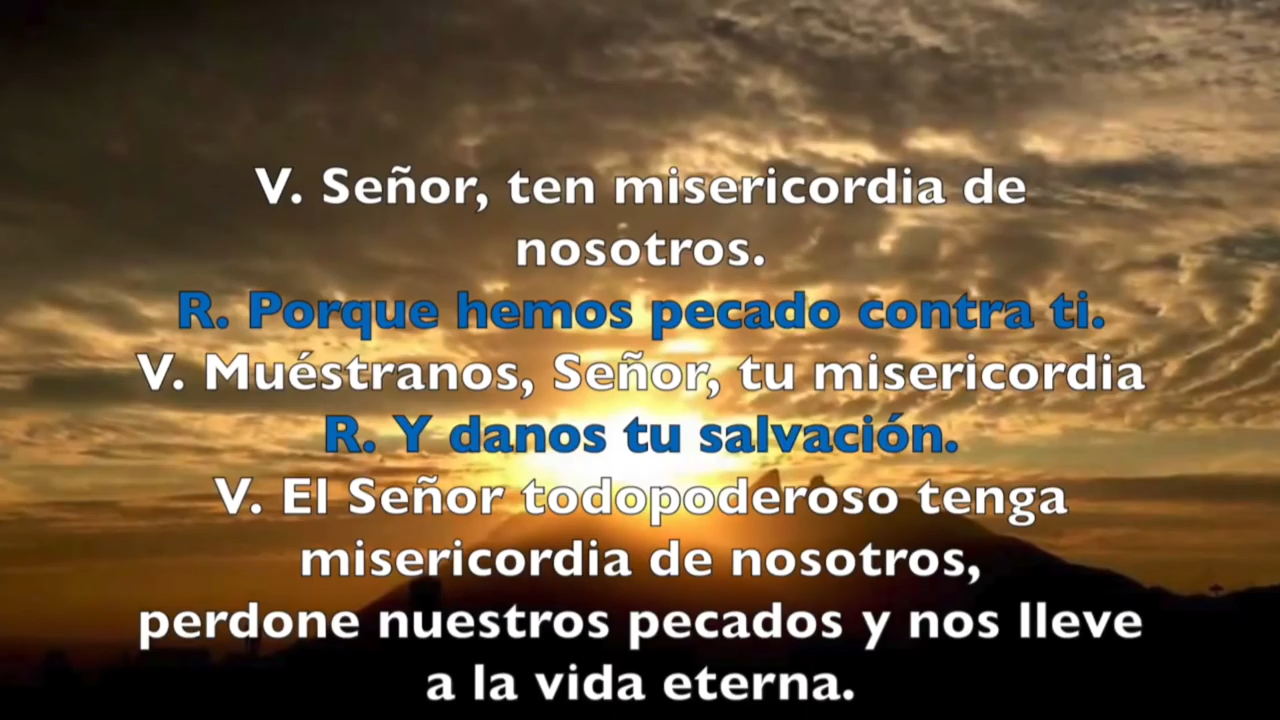 V. Señor, ten misericordia de
nosotros.
R. Porque hemos pecado contra ti.
V. Muéstranos, Señor, tu misericordia
R. Y danos tu salvación.
V. El Señor todopoderoso tenga
misericordia de nosotros,
perdone nuestros pecados y nos lleve
a la vida eterna.